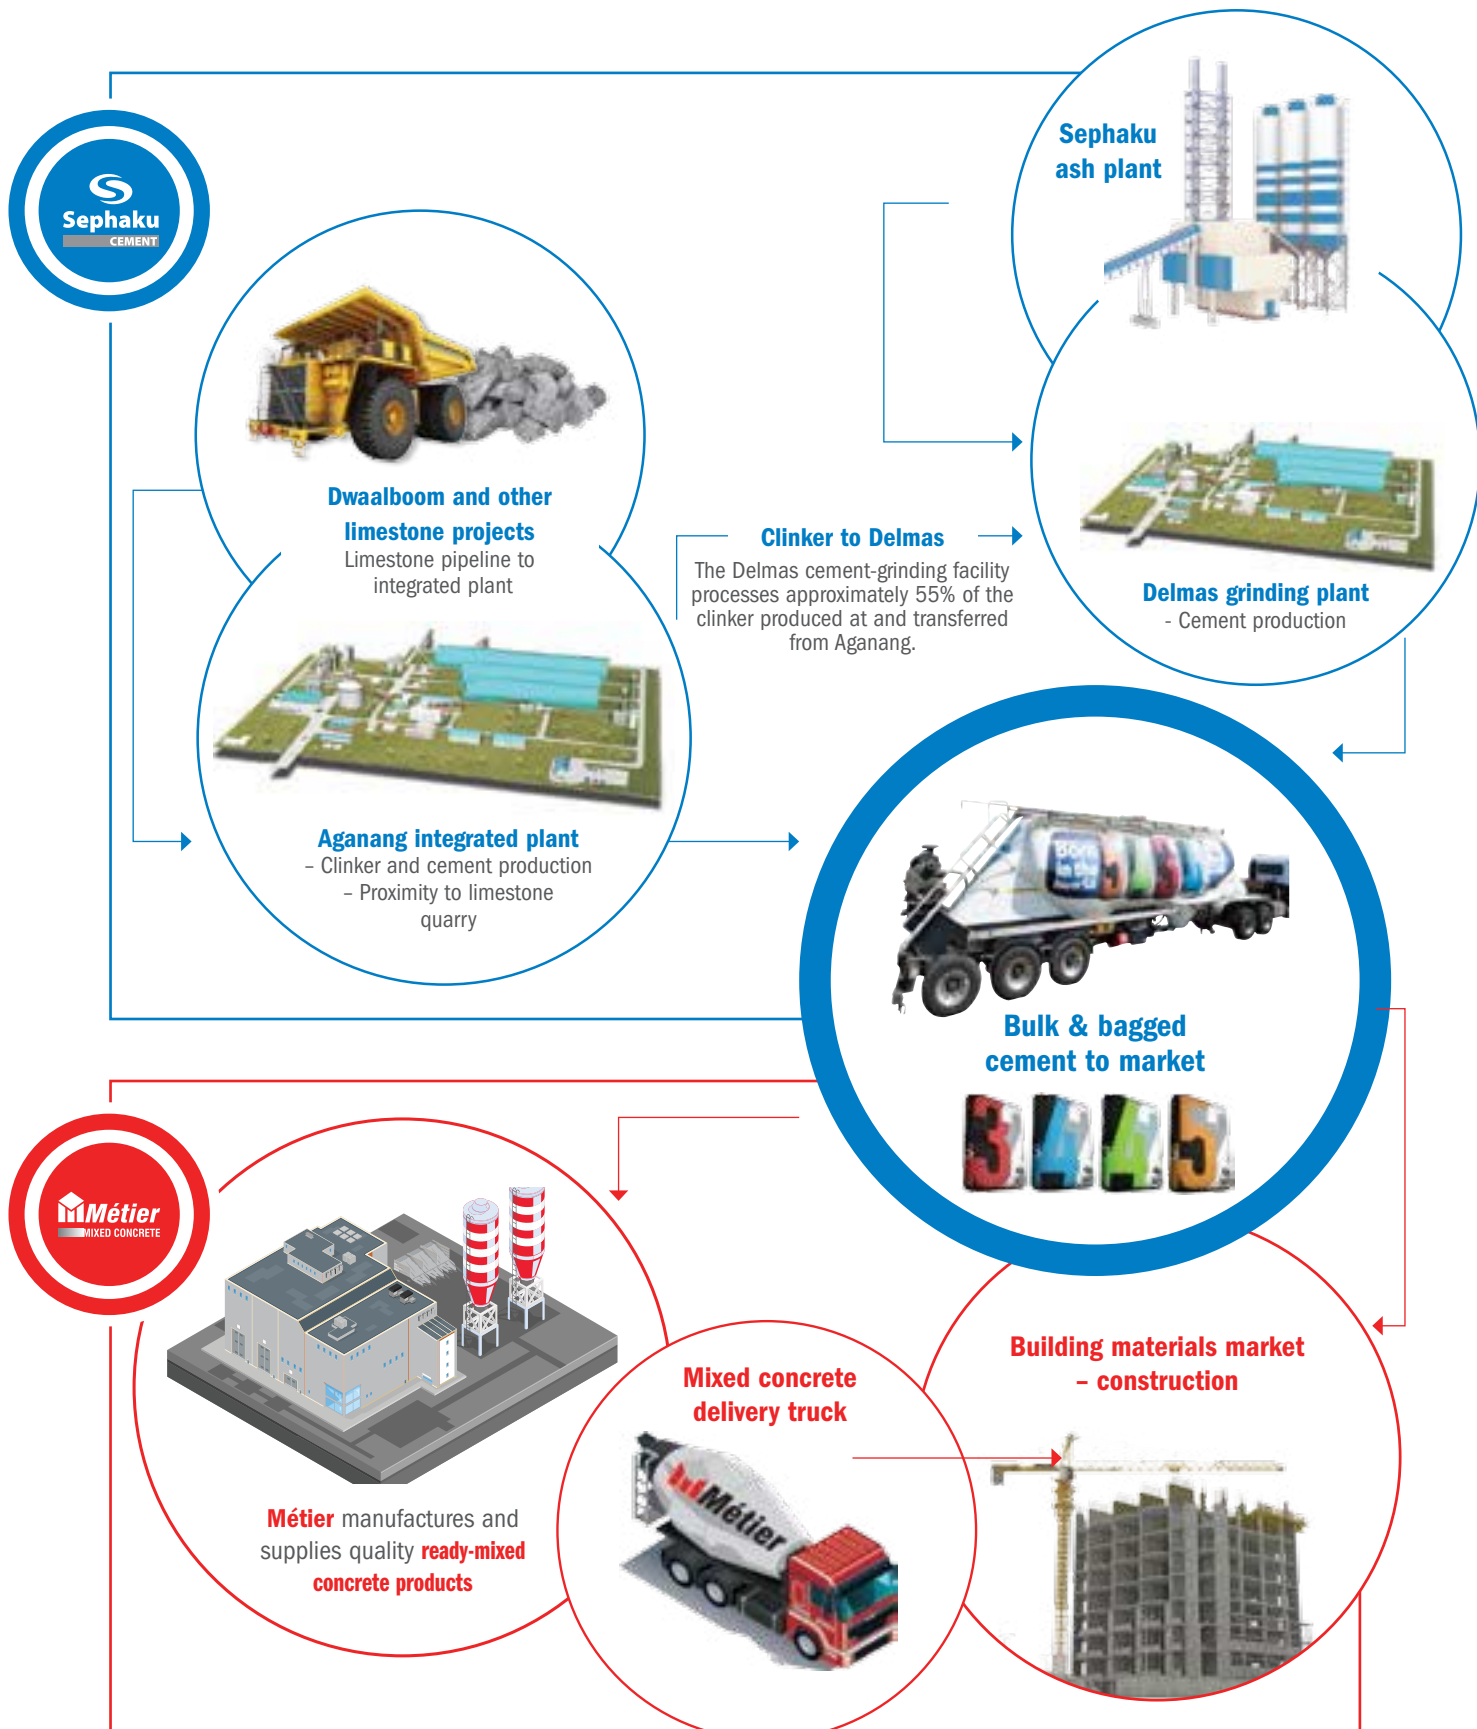 Sephaku
CEMENT
Sephaku
ash plant
Dwaalboom and other
limestone projects
Limestone pipeline to
integrated plant
Clinker to Delmas
The Delmas cement-grinding facility
processes approximately 55% of the
clinker produced at and transferred
from Aganang.
Delmas grinding plant
- Cement production
Aganang integrated plant
– Clinker and cement production
– Proximity to limestone
quarry
Bulk & bagged
cement to market
3
4
4
5
Métier
MIXED CONCRETE
Métier manufactures and
supplies quality ready-mixed
concrete products
Mixed concrete
delivery truck
Métier
Building materials market
– construction